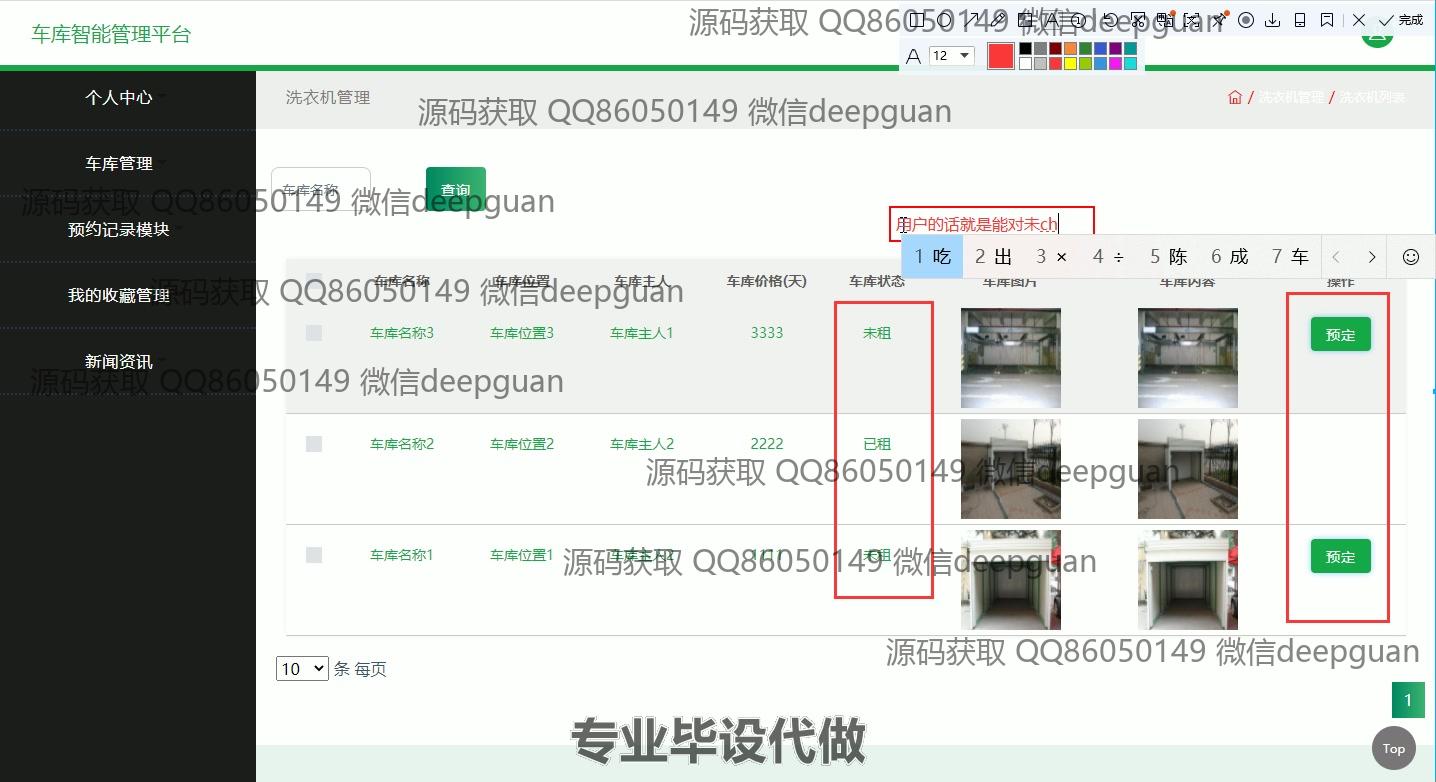 车库智能管理平台
源码获取 QQ86050149 微信deepguan
完成
A 12
个人中心
洗衣机管理
/ 洗衣机管理 / 洗衣机列表
源码获取 QQ86050149 微信deepguan
车库管理
车库名称
查询
源码获取 QQ86050149 微信deepguan
预约记录模块
用户的话就是能对未ch
1 吃 2 出 3 × 4 ÷ 5 陈 6 成 7 车
车库名称 车库位置 车库主人 车库价格(天) 车库状态 车库图片 车库内容 操作
我的收藏管理
源码获取 QQ86050149 微信deepguan
车库名称3 车库位置3 车库主人1 3333 未租 预定
新闻资讯
源码获取 QQ86050149 微信deepguan
车库名称2 车库位置2 车库主人2 2222 已租
源码获取 QQ86050149 微信deepguan
车库名称1 车库位置1 未租 预定
源码获取 QQ86050149 微信deepguan
源码获取 QQ86050149 微信deepguan
10 条 每页
1
专业毕设代做
Top